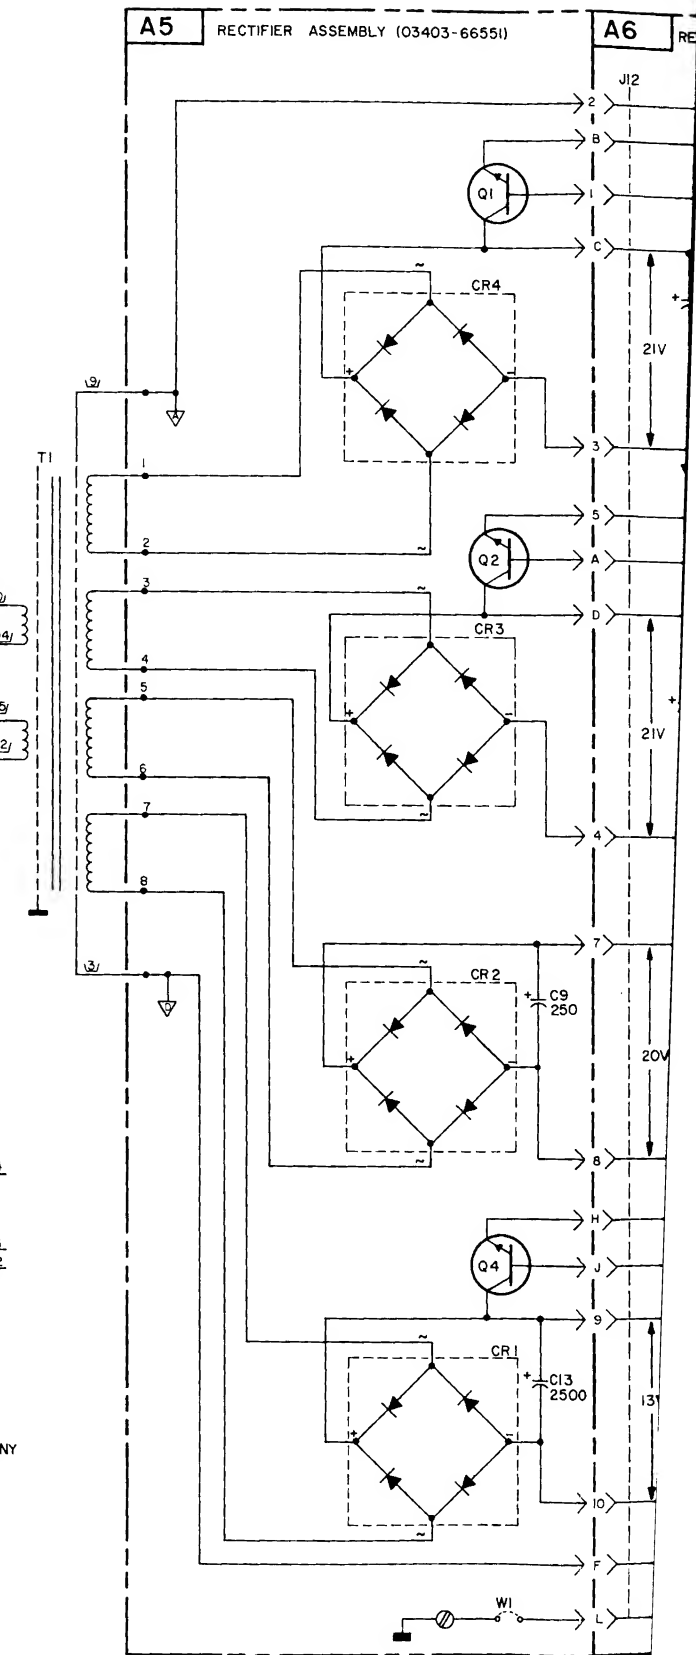 A5 RECTIFIER ASSEMBLY (03403-66551) A6
J12
2
B
Q1 1
C
~
CR4
+ -
+
21V
9
A
T1
1
3
5
2 ~
Q2 A
3 ~
D
CR3
4
5
+ -
+
21V
6
7
~
4
8
7
3
~
D
CR2
+ C9
250
+ -
20V
~
8
H
Q4 J
9
~
CR1
+ C13
2500
13
+ -
NY
10
~
F
W1
L